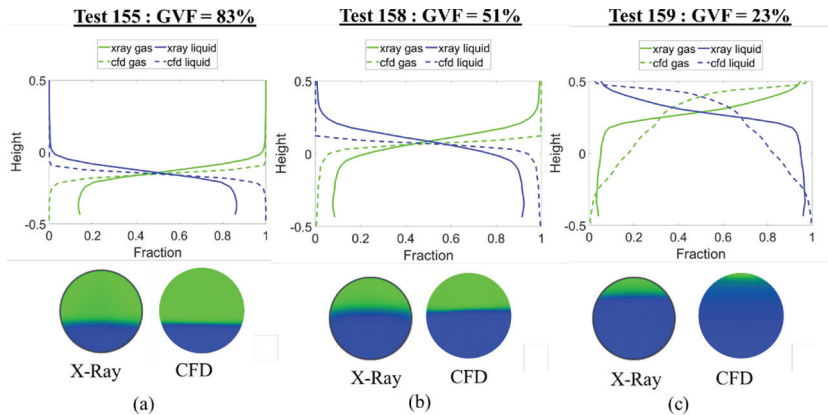 Test 155 : GVF = 83%
Test 158 : GVF = 51%
Test 159 : GVF = 23%
xray gas xray liquid
cfd gas cfd liquid
xray gas xray liquid
cfd gas cfd liquid
xray gas xray liquid
cfd gas cfd liquid
0.5
0
-0.5
Height
0 0.2 0.4 0.6 0.8 1
Fraction
0.5
0
-0.5
Height
0 0.2 0.4 0.6 0.8 1
Fraction
0.5
0
-0.5
Height
0 0.2 0.4 0.6 0.8 1
Fraction
X-Ray CFD
X-Ray CFD
X-Ray CFD
(a)
(b)
(c)